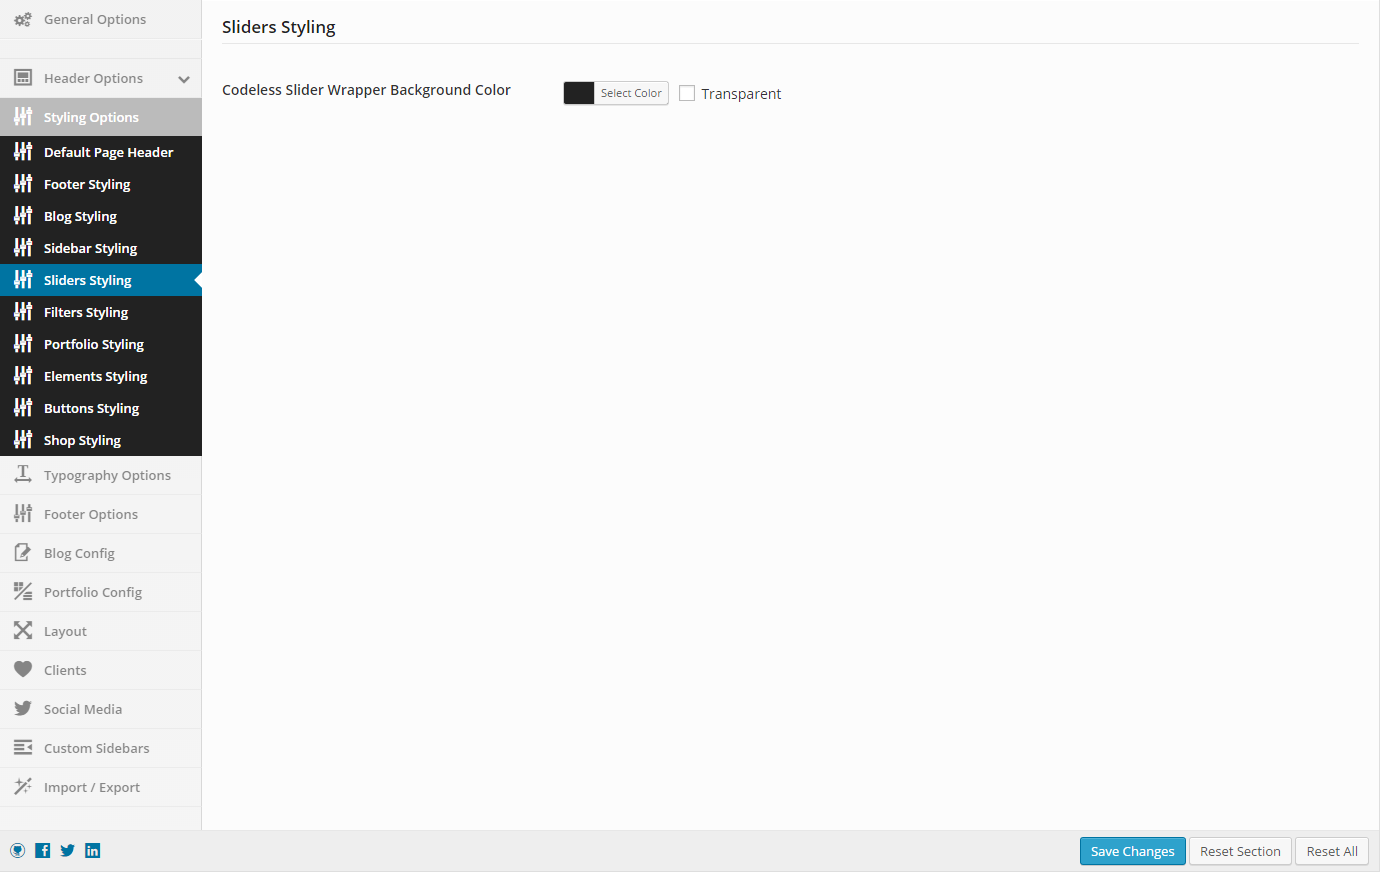 General Options
Header Options
Styling Options
Default Page Header
Footer Styling
Blog Styling
Sidebar Styling
Sliders Styling
Filters Styling
Portfolio Styling
Elements Styling
Buttons Styling
Shop Styling
Typography Options
Footer Options
Blog Config
Portfolio Config
Layout
Clients
Social Media
Custom Sidebars
Import / Export
Sliders Styling
Codeless Slider Wrapper Background Color
Select Color
Transparent
Save Changes
Reset Section
Reset All